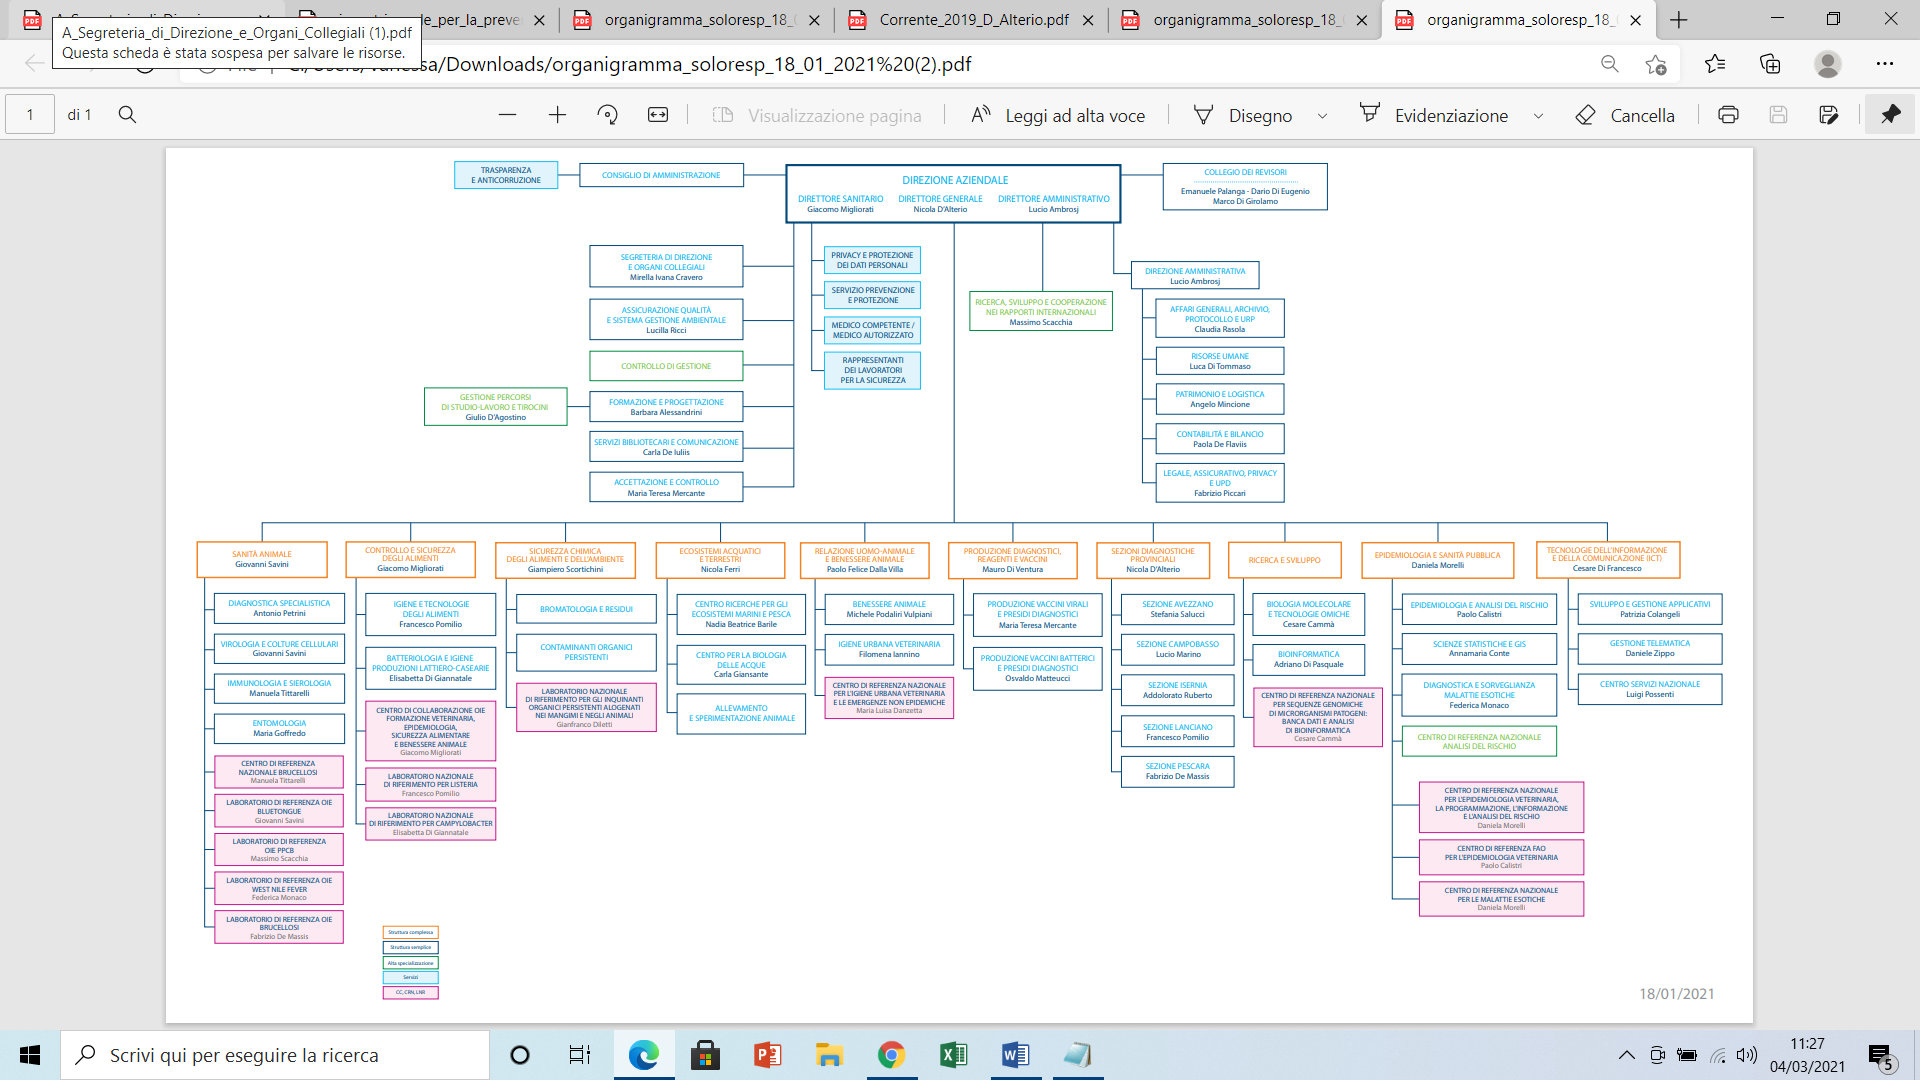 A_Segreteria_di_Direzione_e_Organi_Collegiali (1).pdf
Questa scheda è stata sospesa per salvare le risorse.
organigramma_soloresp_18_
Corrente_2019_D_Alterio.pdf
organigramma_soloresp_18_
organigramma_soloresp_18_
/Downloads/organigramma_soloresp_18_01_2021%20(2).pdf
1 di 1
Visualizzazione pagina
Leggi ad alta voce
Disegno
Evidenziazione
Cancella
TRASPARENZA
E ANTICORRUZIONE
CONSIGLIO DI AMMINISTRAZIONE
DIREZIONE AZIENDALE
DIRETTORE SANITARIO
Giacomo Migliorati
DIRETTORE GENERALE
Nicola D'Alterio
DIRETTORE AMMINISTRATIVO
Lucio Ambrosj
COLLEGIO DEI REVISORI
Emanuele Palanga - Dario Di Eugenio
Marco Di Girolamo
SEGRETERIA DI DIREZIONE
E ORGANI COLLEGIALI
Mirella Ivana Cravero
ASSICURAZIONE QUALITÀ
E SISTEMA GESTIONE AMBIENTALE
Lucilla Ricci
CONTROLLO DI GESTIONE
GESTIONE PERCORSI
DI STUDIO-LAVORO E TIROCINI
Giulio D'Agostino
FORMAZIONE E PROGETTAZIONE
Barbara Alessandrini
SERVIZI BIBLIOTECARI E COMUNICAZIONE
Carla De Iuliis
ACCETTAZIONE E CONTROLLO
Maria Teresa Mercante
PRIVACY E PROTEZIONE
DEI DATI PERSONALI
SERVIZIO PREVENZIONE
E PROTEZIONE
MEDICO COMPETENTE /
MEDICO AUTORIZZATO
RAPPRESENTANTI
DEI LAVORATORI
PER LA SICUREZZA
RICERCA, SVILUPPO E COOPERAZIONE
NEI RAPPORTI INTERNAZIONALI
Massimo Scacchia
DIREZIONE AMMINISTRATIVA
Lucio Ambrosj
AFFARI GENERALI, ARCHIVIO,
PROTOCOLLO E URP
Claudia Rasola
RISORSE UMANE
Luca Di Tommaso
PATRIMONIO E LOGISTICA
Angelo Mincione
CONTABILITÀ E BILANCIO
Paola De Flaviis
LEGALE, ASSICURATIVO, PRIVACY
E UPD
Fabrizio Piccari
SANITÀ ANIMALE
Giovanni Savini
DIAGNOSTICA SPECIALISTICA
Antonio Petrini
VIROLOGIA E COLTURE CELLULARI
Giovanni Savini
IMMUNOLOGIA E SIEROLOGIA
Manuela Tittarelli
ENTOMOLOGIA
Maria Goffredo
CENTRO DI REFERENZA
NAZIONALE BRUCELLOSI
Manuela Tittarelli
LABORATORIO DI REFERENZA OIE
BLUETONGUE
Giovanni Savini
LABORATORIO DI REFERENZA
OIE PPCB
Massimo Scacchia
LABORATORIO DI REFERENZA OIE
WEST NILE FEVER
Federica Monaco
LABORATORIO DI REFERENZA OIE
BRUCELLOSI
Fabrizio De Massis
CONTROLLO E SICUREZZA
DEGLI ALIMENTI
Giacomo Migliorati
IGIENE E TECNOLOGIE
DEGLI ALIMENTI
Francesco Pomilio
BATTERIOLOGIA E IGIENE
PRODUZIONI LATTIERO-CASEARIE
Elisabetta Di Giannatale
CENTRO DI COLLABORAZIONE OIE
FORMAZIONE VETERINARIA,
EPIDEMIOLOGIA,
SICUREZZA ALIMENTARE
E BENESSERE ANIMALE
Giacomo Migliorati
LABORATORIO NAZIONALE
DI RIFERIMENTO PER LISTERIA
Francesco Pomilio
LABORATORIO NAZIONALE
DI RIFERIMENTO PER CAMPYLOBACTER
Elisabetta Di Giannatale
SICUREZZA CHIMICA
DEGLI ALIMENTI E DELL'AMBIENTE
Giampiero Scortichini
BROMATOLOGIA E RESIDUI
CONTAMINANTI ORGANICI
PERSISTENTI
LABORATORIO NAZIONALE
DI RIFERIMENTO PER GLI INQUINANTI
ORGANICI PERSISTENTI ALOGENATI
NEI MANGIMI E NEGLI ANIMALI
Gianfranco Diletti
ECOSISTEMI ACQUATICI
E TERRESTRI
Nicola Ferri
CENTRO RICERCHE PER GLI
ECOSISTEMI MARINI E PESCA
Nadia Beatrice Barile
CENTRO PER LA BIOLOGIA
DELLE ACQUE
Carla Giansante
ALLEVAMENTO
E SPERIMENTAZIONE ANIMALE
RELAZIONE UOMO-ANIMALE
E BENESSERE ANIMALE
Paolo Felice Dalla Villa
BENESSERE ANIMALE
Michele Podaliri Vulpiani
IGIENE URBANA VETERINARIA
Filomena Iannino
CENTRO DI REFERENZA NAZIONALE
PER L'IGIENE URBANA VETERINARIA
E LE EMERGENZE NON EPIDEMICHE
Maria Luisa Danzetta
PRODUZIONE DIAGNOSTICI,
REAGENTI E VACCINI
Mauro Di Ventura
PRODUZIONE VACCINI VIRALI
E PRESIDI DIAGNOSTICI
Maria Teresa Mercante
PRODUZIONE VACCINI BATTERICI
E PRESIDI DIAGNOSTICI
Osvaldo Matteucci
SEZIONI DIAGNOSTICHE
PROVINCIALI
Nicola D'Alterio
SEZIONE AVEZZANO
Stefania Salucci
SEZIONE CAMPOBASSO
Lucio Marino
SEZIONE ISERNIA
Addolorato Ruberto
SEZIONE LANCIANO
Francesco Pomilio
SEZIONE PESCARA
Fabrizio De Massis
RICERCA E SVILUPPO
BIOLOGIA MOLECOLARE
E TECNOLOGIE OMICHE
Cesare Cammà
BIOINFORMATICA
Adriano Di Pasquale
CENTRO DI REFERENZA NAZIONALE
PER SEQUENZE GENOMICHE
DI MICRORGANISMI PATOGENI:
BANCA DATI E ANALISI
DI BIOINFORMATICA
Cesare Cammà
EPIDEMIOLOGIA E SANITÀ PUBBLICA
Daniela Morelli
EPIDEMIOLOGIA E ANALISI DEL RISCHIO
Paolo Calistri
SCIENZE STATISTICHE E GIS
Annamaria Conte
DIAGNOSTICA E SORVEGLIANZA
MALATTIE ESOTICHE
Federica Monaco
CENTRO DI REFERENZA NAZIONALE
ANALISI DEL RISCHIO
CENTRO DI REFERENZA NAZIONALE
PER L'EPIDEMIOLOGIA VETERINARIA,
LA PROGRAMMAZIONE, L'INFORMAZIONE
E L'ANALISI DEL RISCHIO
Daniela Morelli
CENTRO DI REFERENZA FAO
PER L'EPIDEMIOLOGIA VETERINARIA
Paolo Calistri
CENTRO DI REFERENZA NAZIONALE
PER LE MALATTIE ESOTICHE
Daniela Morelli
TECNOLOGIE DELL'INFORMAZIONE
E DELLA COMUNICAZIONE (ICT)
Cesare Di Francesco
SVILUPPO E GESTIONE APPLICATIVI
Patrizia Colangeli
GESTIONE TELEMATICA
Daniele Zippo
CENTRO SERVIZI NAZIONALE
Luigi Possenti
Struttura complessa
Struttura semplice
Alta specializzazione
Servizi
CC, CRN, LNR
18/01/2021
Scrivi qui per eseguire la ricerca
11:27
04/03/2021
5